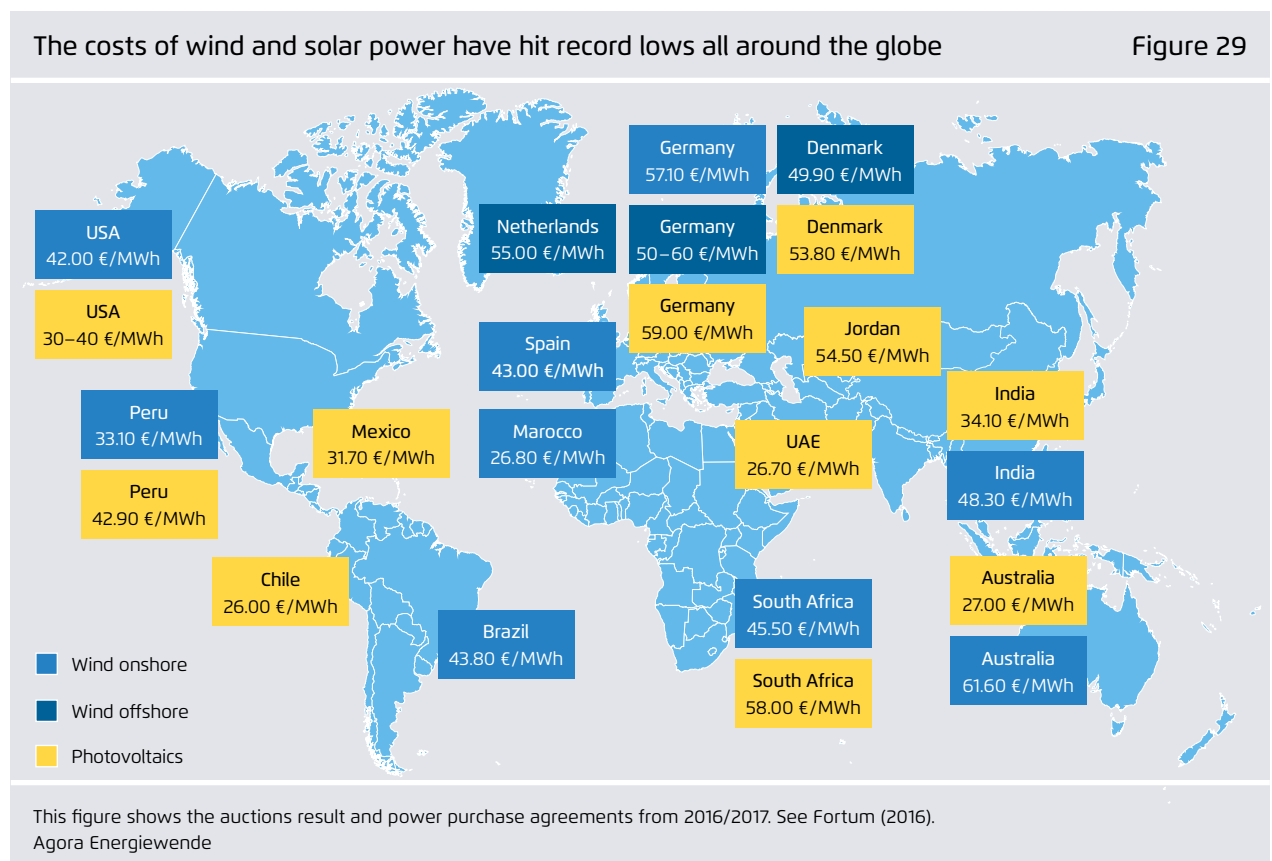 The costs of wind and solar power have hit record lows all around the globe
Figure 29
Germany
57.10 €/MWh
Denmark
49.90 €/MWh
USA
42.00 €/MWh
Netherlands
55.00 €/MWh
Germany
50–60 €/MWh
Denmark
53.80 €/MWh
USA
30–40 €/MWh
Germany
59.00 €/MWh
Jordan
54.50 €/MWh
Spain
43.00 €/MWh
India
34.10 €/MWh
Peru
33.10 €/MWh
Mexico
31.70 €/MWh
Marocco
26.80 €/MWh
UAE
26.70 €/MWh
India
48.30 €/MWh
Peru
42.90 €/MWh
Chile
26.00 €/MWh
Brazil
43.80 €/MWh
South Africa
45.50 €/MWh
Australia
27.00 €/MWh
South Africa
58.00 €/MWh
Australia
61.60 €/MWh
Wind onshore
Wind offshore
Photovoltaics
This figure shows the auctions result and power purchase agreements from 2016/2017. See Fortum (2016).
Agora Energiewende